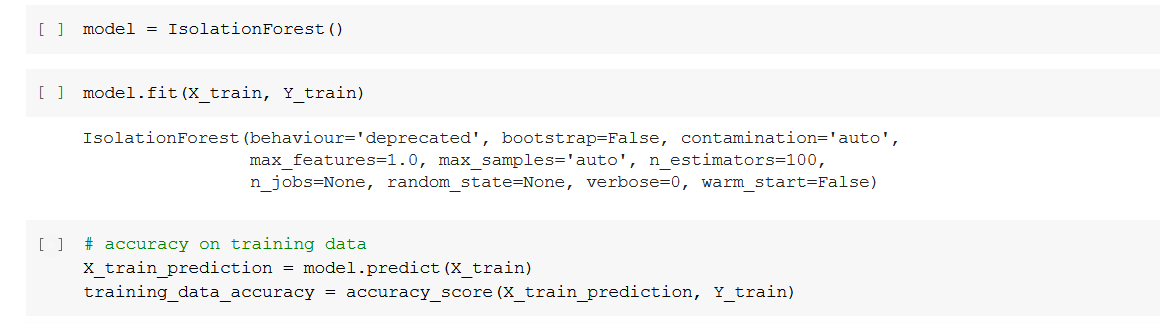 [ ] model = IsolationForest()
[ ] model.fit(X_train, Y_train)
IsolationForest(behaviour='deprecated', bootstrap=False, contamination='auto',
max_features=1.0, max_samples='auto', n_estimators=100,
n_jobs=None, random_state=None, verbose=0, warm_start=False)
[ ] # accuracy on training data
X_train_prediction = model.predict(X_train)
training_data_accuracy = accuracy_score(X_train_prediction, Y_train)